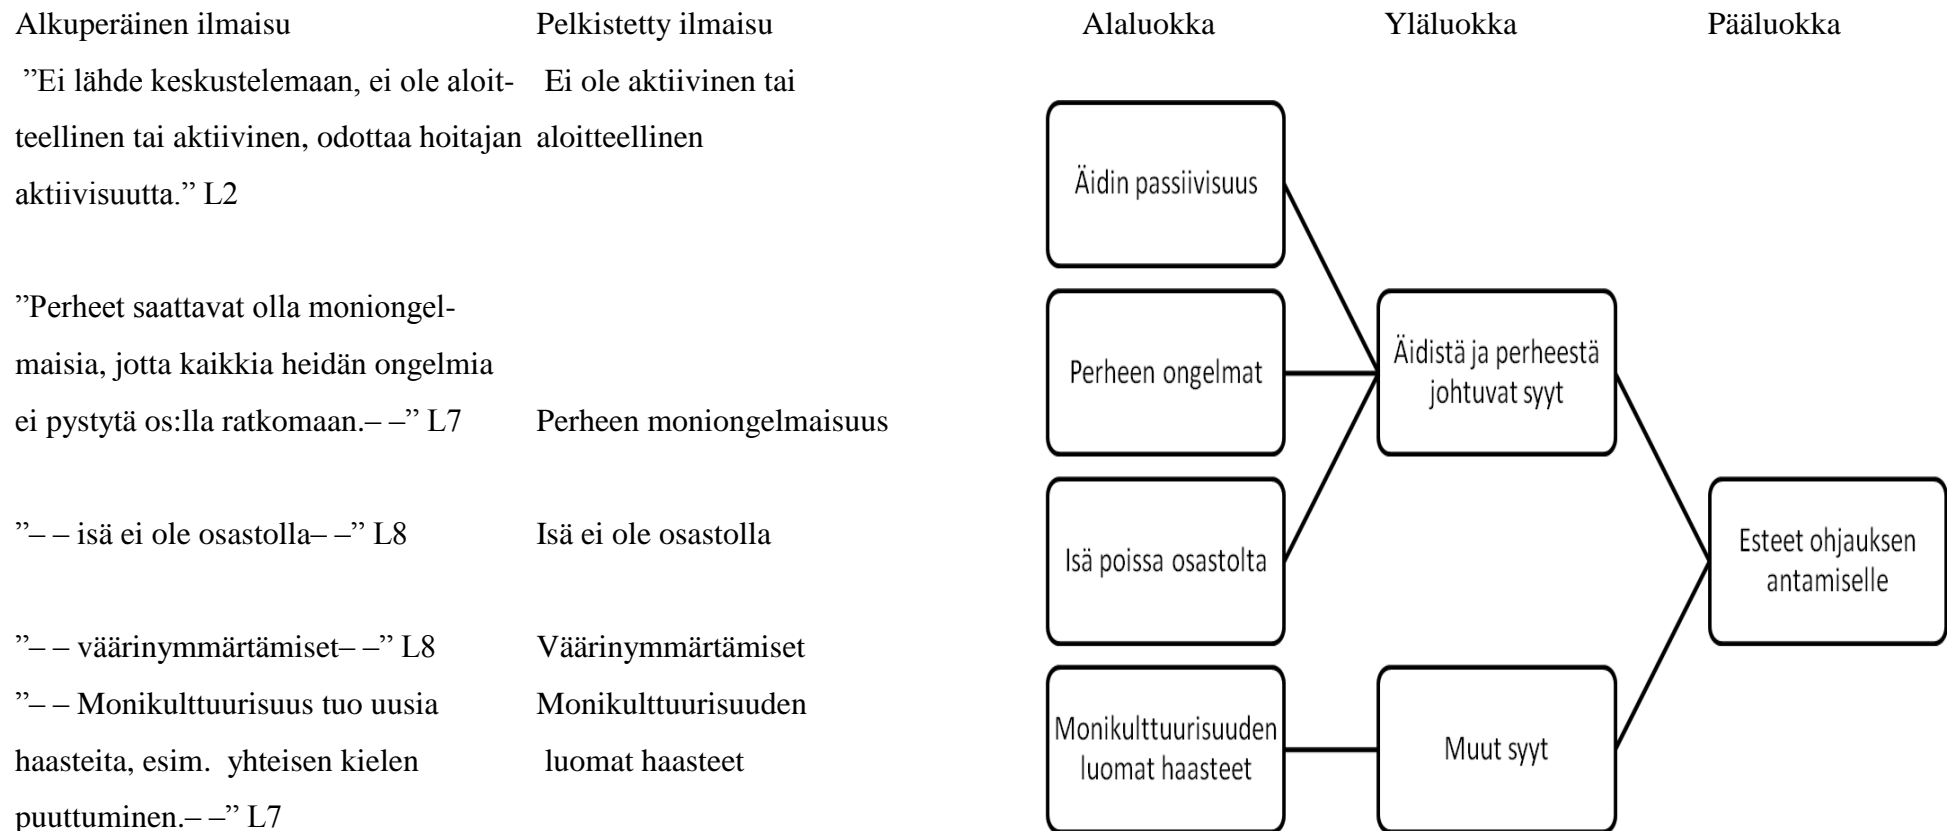 Alkuperäinen ilmaisu
Pelkistetty ilmaisu
Alaluokka
Yläluokka
Pääluokka
”Ei lähde keskustelemaan, ei ole aloit-
teellinen tai aktiivinen, odottaa hoitajan
aktiivisuutta.” L2
Ei ole aktiivinen tai
aloitteellinen
”Perheet saattavat olla moniongel-
maisia, jotta kaikkia heidän ongelmia
ei pystytä os:lla ratkomaan.– –” L7
Perheen moniongelmaisuus
”– – isä ei ole osastolla– –” L8
Isä ei ole osastolla
”– – väärinymmärtämiset– –” L8
Väärinymmärtämiset
”– – Monikulttuurisuus tuo uusia
haasteita, esim. yhteisen kielen
puuttuminen.– –” L7
Monikulttuurisuuden
luomat haasteet
Äidin passiivisuus
Perheen ongelmat
Isä poissa osastolta
Monikulttuurisuuden
luomat haasteet
Äidistä ja perheestä
johtuvat syyt
Muut syyt
Esteet ohjauksen
antamiselle